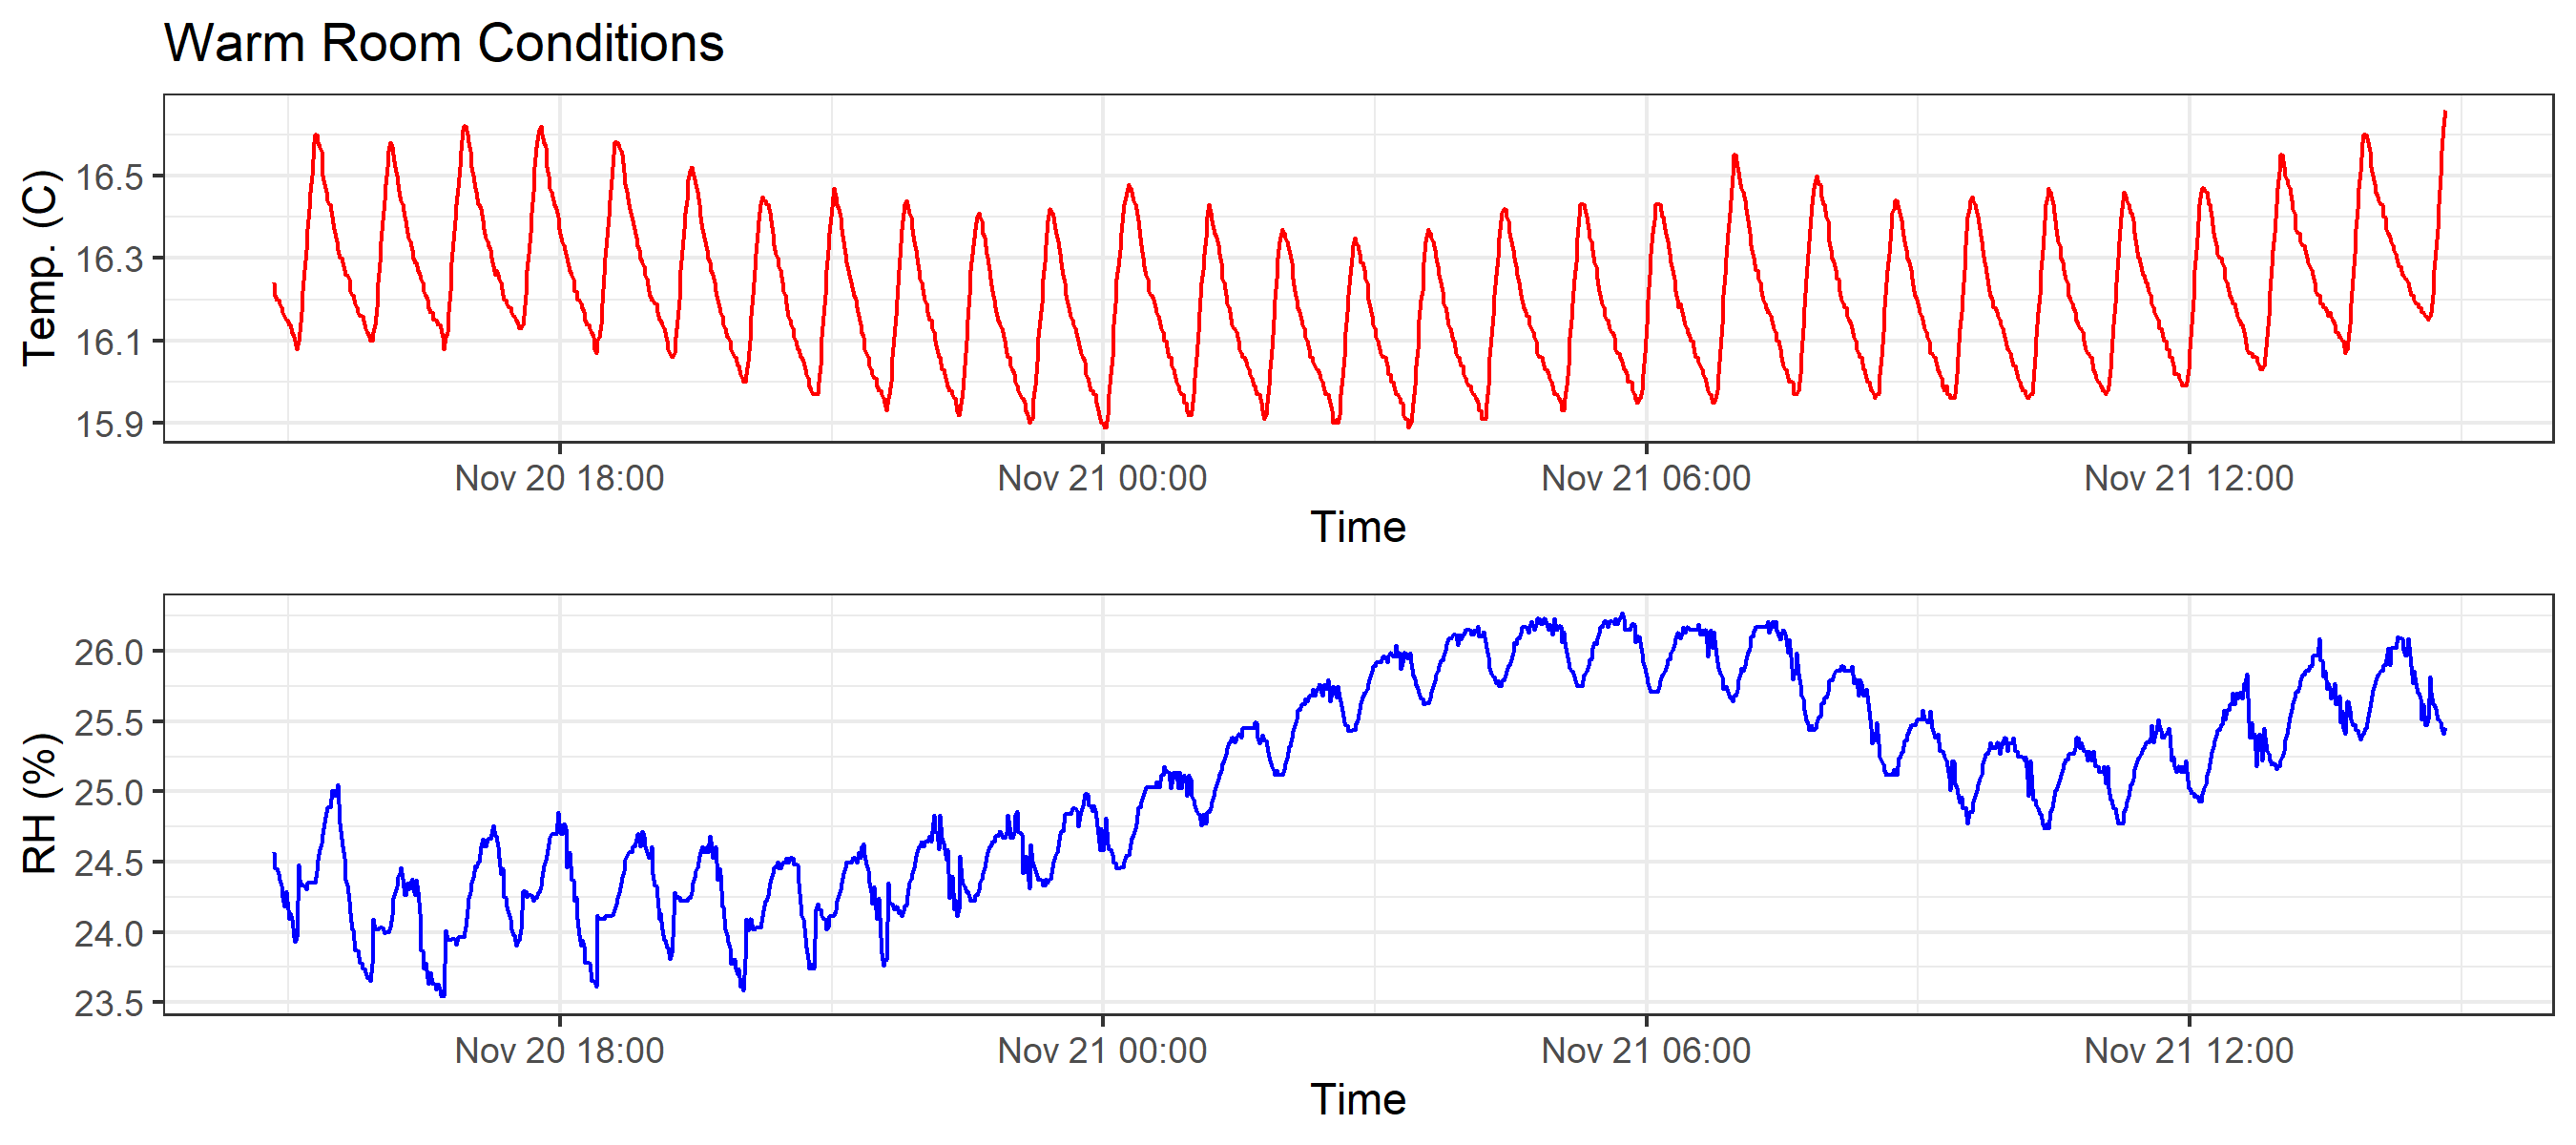 Warm Room Conditions
Temp. (C)
16.5
16.3
16.1
15.9
Nov 20 18:00 Nov 21 00:00 Nov 21 06:00 Nov 21 12:00
Time
RH (%)
26.0
25.5
25.0
24.5
24.0
23.5
Nov 20 18:00 Nov 21 00:00 Nov 21 06:00 Nov 21 12:00
Time